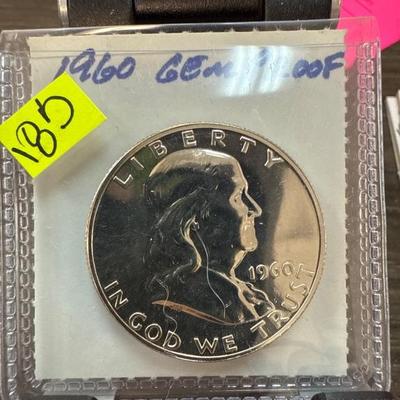 1960 GEM PROOF
185
LIBERTY
1960
IN GOD WE TRUST